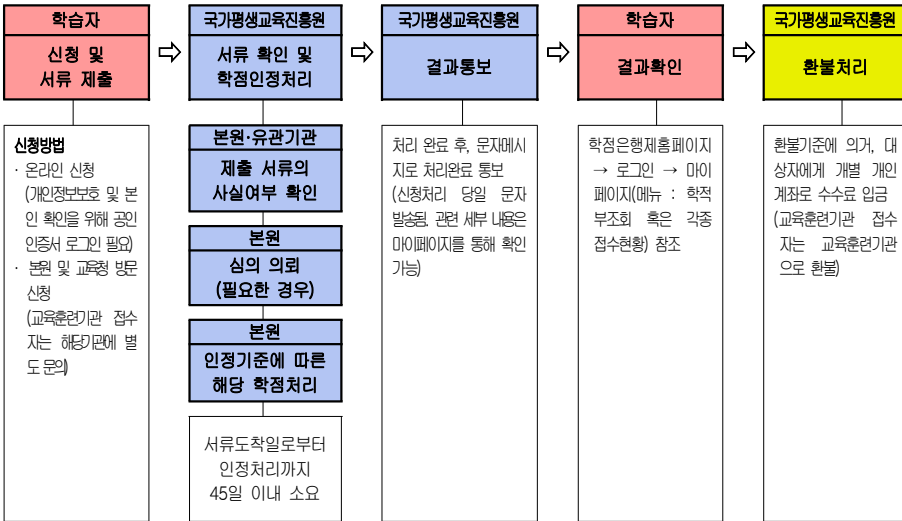 학습자
신청 및
서류 제출
신청방법
· 온라인 신청
(개인정보보호 및 본
인 확인을 위해 공인
인증서 로그인 필요)
· 본원 및 교육청 방문
신청
(교육훈련기관 접수
자는 해당기관에 별
도 문의)
국가평생교육진흥원
서류 확인 및
학점인정처리
본원·유관기관
제출 서류의
사실여부 확인
본원
심의 의뢰
(필요한 경우)
본원
인정기준에 따른
해당 학점처리
서류도착일로부터
인정처리까지
45일 이내 소요
국가평생교육진흥원
결과통보
처리 완료 후, 문자메시
지로 처리완료 통보
(신청처리 당일 문자
발송됨. 관련 세부 내용은
마이페이지를 통해 확인
가능)
학습자
결과확인
학점은행제홈페이지
→ 로그인 → 마이
페이지(메뉴 : 학적
부조회 혹은 각종
접수현황) 참조
국가평생교육진흥원
환불처리
환불기준에 의거, 대
상자에게 개별 개인
계좌로 수수료 입금
(교육훈련기관 접수
자는 교육훈련기관
으로 환불)